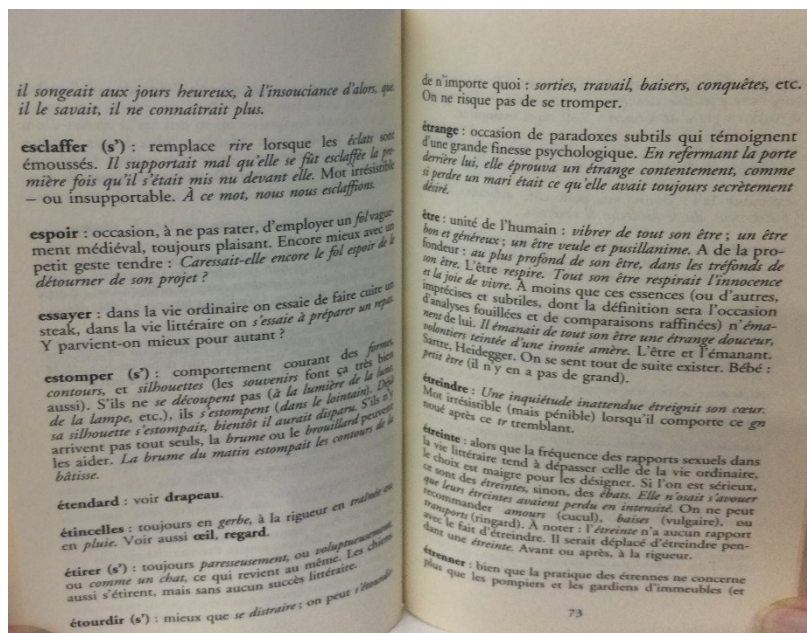 il songeait aux jours heureux, à l'insouciance d'alors, que
il le savait, il ne connaîtrait plus.
esclaffer (s') : remplace rire lorsque les éclats sont
émoussés. Il supportait mal qu'elle se fût esclaffée la pre-
mière fois qu'il s'était mis nu devant elle. Mot irrésistible
– ou insupportable. À ce mot, nous nous esclaffions.
espoir : occasion, à ne pas rater, d'employer un fol vague-
ment médiéval, toujours plaisant. Encore mieux avec un
petit geste tendre : Caressait-elle encore le fol espoir de le
détourner de son projet ?
essayer : dans la vie ordinaire on essaie de faire cuire un
steak, dans la vie littéraire on s'essaie à préparer un repas.
Y parvient-on mieux pour autant ?
estomper (s') : comportement courant des formes,
contours, et silhouettes (les souvenirs font ça très bien
aussi). S'ils ne se découpent pas (à la lumière de la lune,
de la lampe, etc.), ils s'estompent (dans le lointain). Déjà
sa silhouette s'estompait, bientôt il aurait disparu. S'ils n'y
arrivent pas tout seuls, la brume ou le brouillard peuvent
les aider. La brume du matin estompait les contours de la
bâtisse.
étendard : voir drapeau.
étincelles : toujours en gerbe, à la rigueur en traînée ou
en pluie. Voir aussi œil, regard.
étirer (s') : toujours paresseusement, ou voluptueusement,
ou comme un chat, ce qui revient au même. Les chiens
aussi s'étirent, mais sans aucun succès littéraire.
étourdir (s') : mieux que se distraire ; on peut s'étourdir
de n'importe quoi : sorties, travail, baisers, conquêtes, etc.
On ne risque pas de se tromper.
étrange : occasion de paradoxes subtils qui témoignent
d'une grande finesse psychologique. En refermant la porte
derrière lui, elle éprouva un étrange contentement, comme
si perdre un mari était ce qu'elle avait toujours secrètement
désiré.
être : unité de l'humain : vibrer de tout son être ; un être
bon et généreux ; un être veule et pusillanime. A de la pro-
fondeur : au plus profond de son être, dans les tréfonds de
son être. L'être respire. Tout son être respirait l'innocence
et la joie de vivre. À moins que ces essences (ou d'autres,
imprécises et subtiles, dont la définition sera l'occasion
d'analyses fouillées et de comparaisons raffinées) n'éma-
nent de lui. Il émanait de tout son être une étrange douceur,
volontiers teintée d'une ironie amère. L'être et l'émanant.
Sartre, Heidegger. On se sent tout de suite exister. Bébé :
petit être (il n'y en a pas de grand).
étreindre : Une inquiétude inattendue étreignit son cœur.
Mot irrésistible (mais pénible) lorsqu'il comporte ce gn
noué après ce tr tremblant.
étreinte : alors que la fréquence des rapports sexuels dans
la vie littéraire tend à dépasser celle de la vie ordinaire,
le choix est maigre pour les désigner. Si l'on est sérieux,
ce sont des étreintes, sinon, des ébats. Elle n'osait s'avouer
que leurs étreintes avaient perdu en intensité. On ne peut
recommander amours (cucul), baises (vulgaire), ou
transports (ringard). À noter : l'étreinte n'a aucun rapport
avec le fait d'étreindre. Il serait déplacé d'étreindre pen-
dant une étreinte. Avant ou après, à la rigueur.
étrenner : bien que la pratique des étrennes ne concerne
plus que les pompiers et les gardiens d'immeubles (et
73